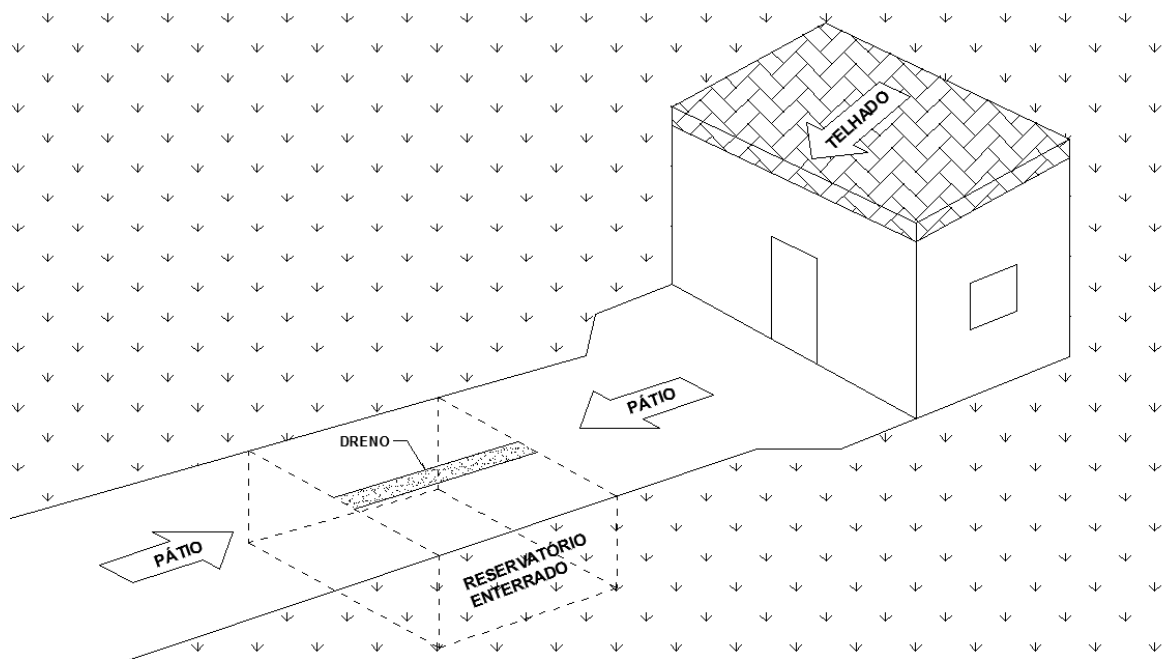 TELHADO
PÁTIO
DRENO
PÁTIO
RESERVATÓRIO
ENTERRADO